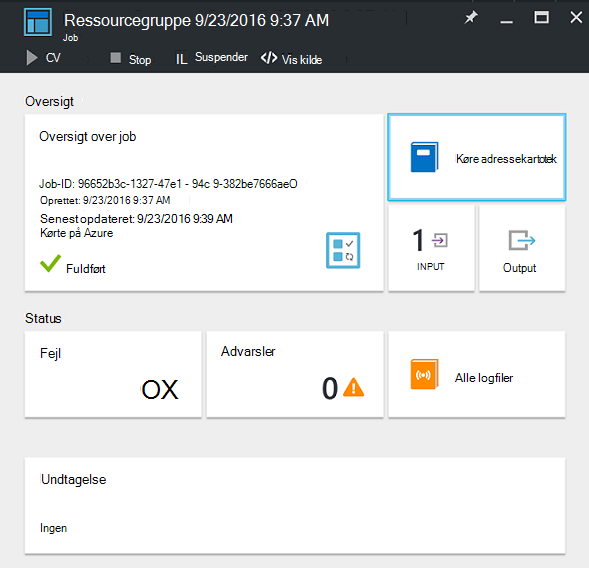 Ressourcegruppe 9/23/2016 9:37 AM
Job
CV Stop IL Suspender </> Vis kilde
Oversigt
Oversigt over job
Køre adressekartotek
Job-ID: 96652b3c-1327-47e1 - 94c 9-382be7666aeO
Oprettet: 9/23/2016 9:37 AM
Senest opdateret: 9/23/2016 9:39 AM
Kørte på Azure
Fuldført
1
INPUT
Output
Status
Fejl
OX
Advarsler
0
Alle logfiler
Undtagelse
Ingen